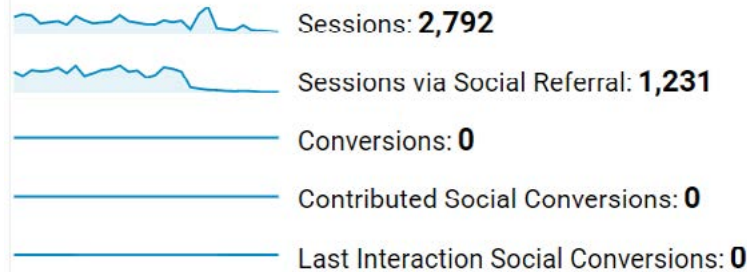 Sessions: 2,792
Sessions via Social Referral: 1,231
Conversions: 0
Contributed Social Conversions: 0
Last Interaction Social Conversions: 0